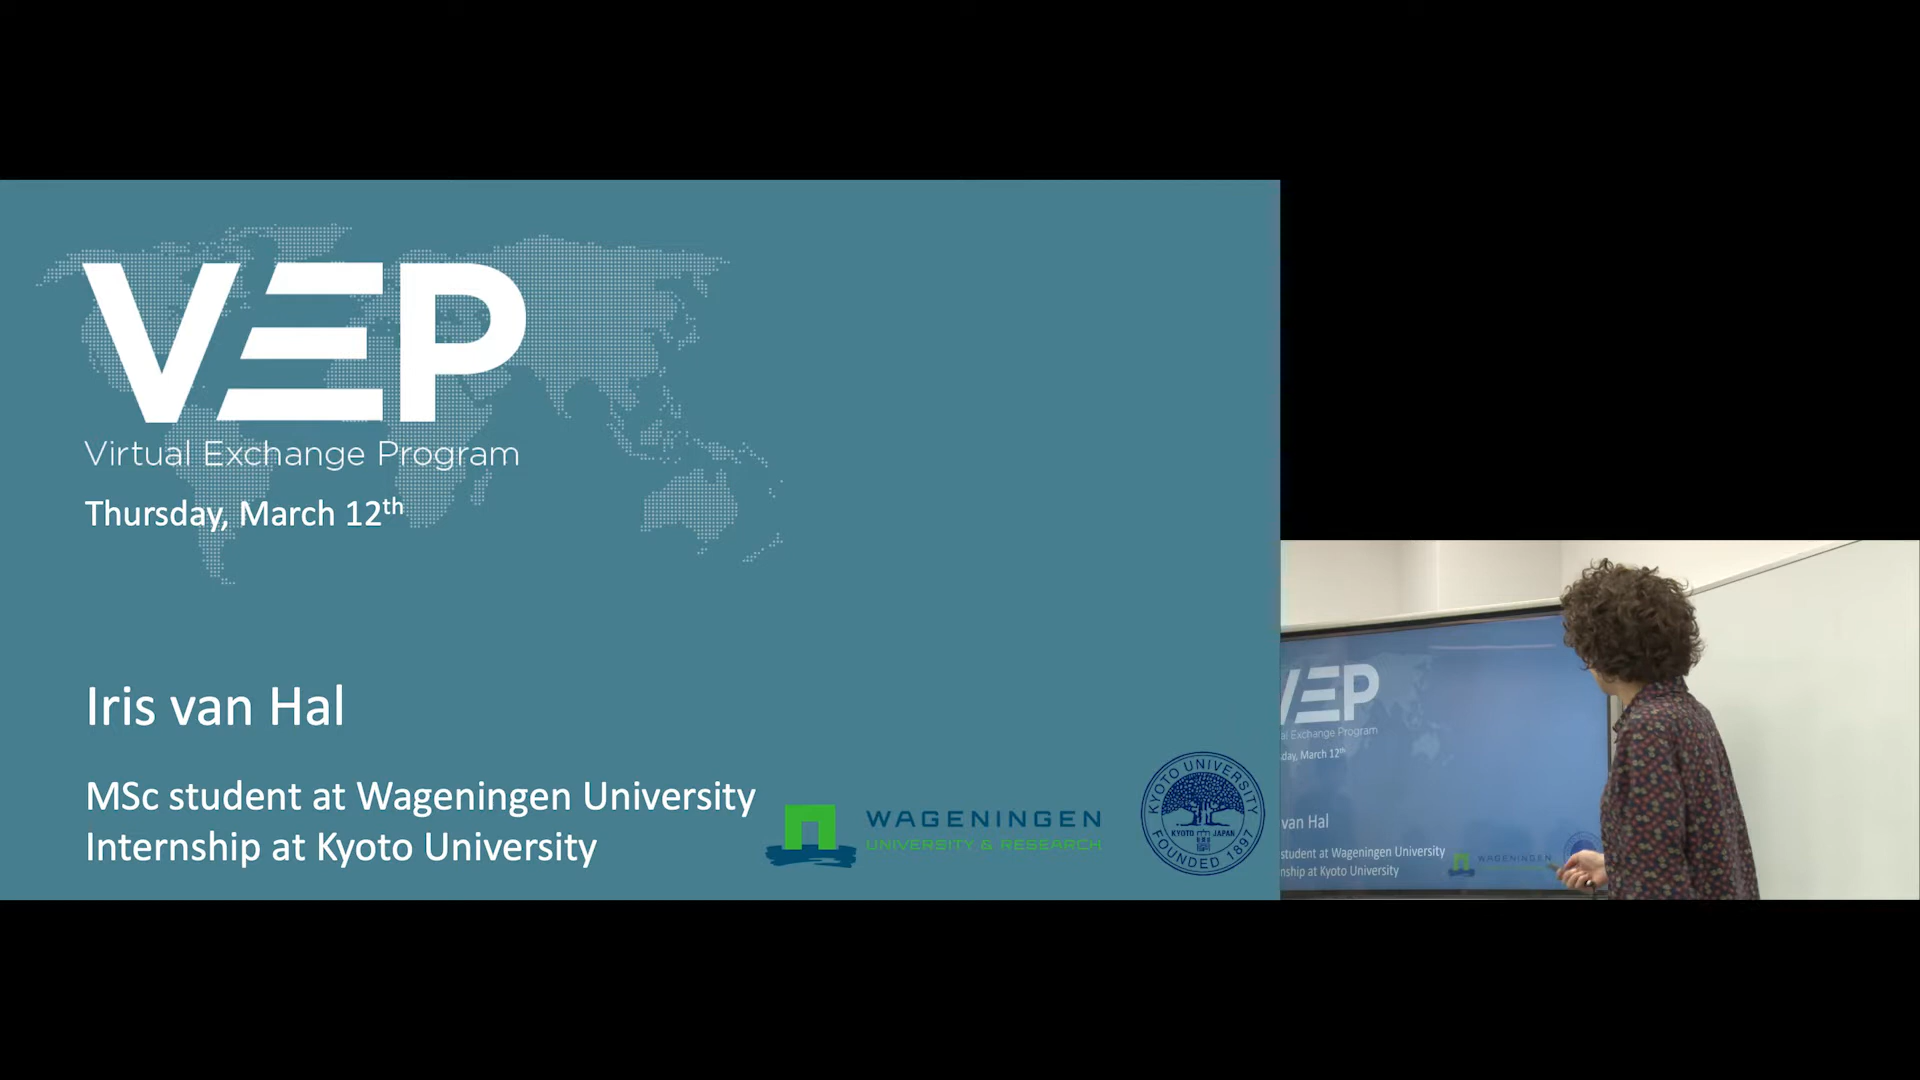 VEP
Virtual Exchange Program
Thursday, March 12th
Iris van Hal
MSc student at Wageningen University
Internship at Kyoto University
WAGENINGEN
UNIVERSITY & RESEARCH
KYOTO UNIVERSITY
KYOTO JAPAN
FOUNDED 1897
VEP
al Exchange Program
day, March 12th
van Hal
student at Wageningen University
nship at Kyoto University
WAGENINGEN